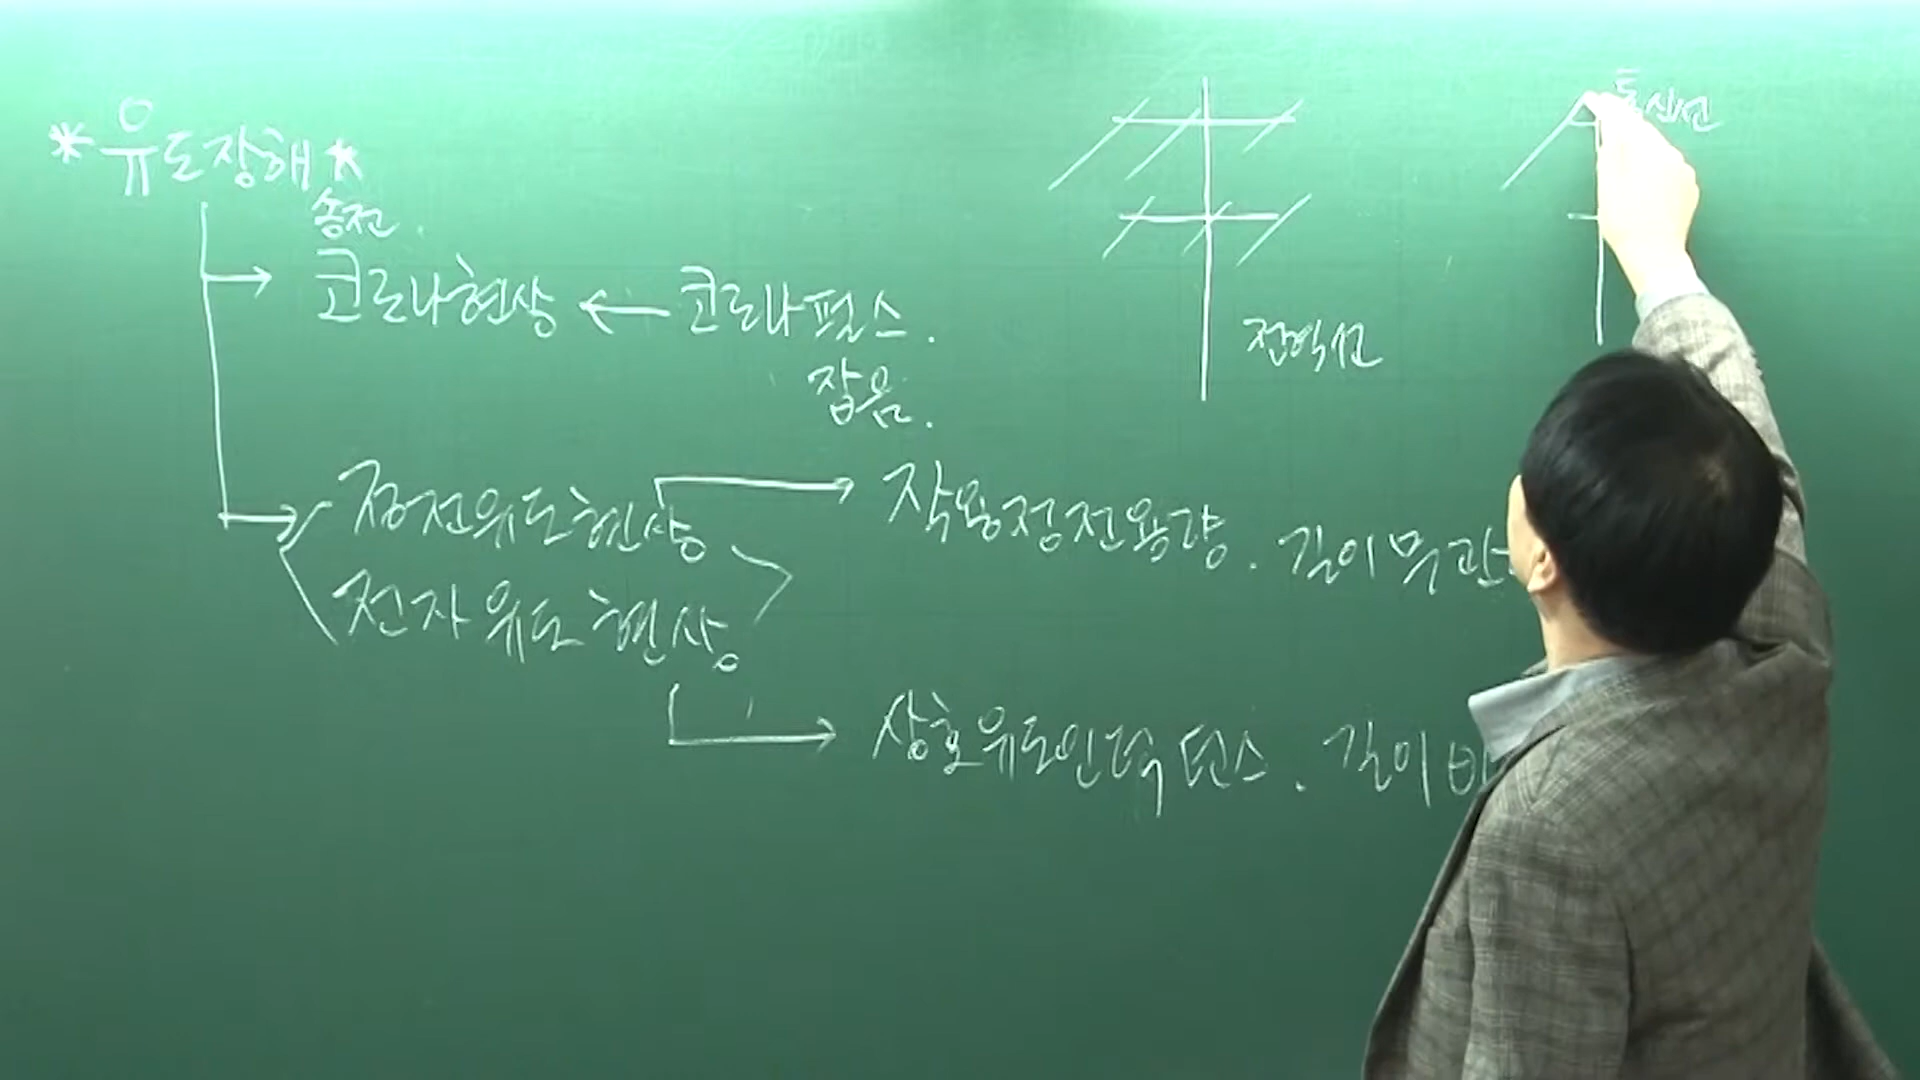 *유도장해*
송전.
코로나현상 ← 코로나펄스.
잡음.
정전유도현상 → 작용정전용량. 길이 무관
전자유도현상
→ 상호유도인덕턴스. 길이 비
전력선
통신선